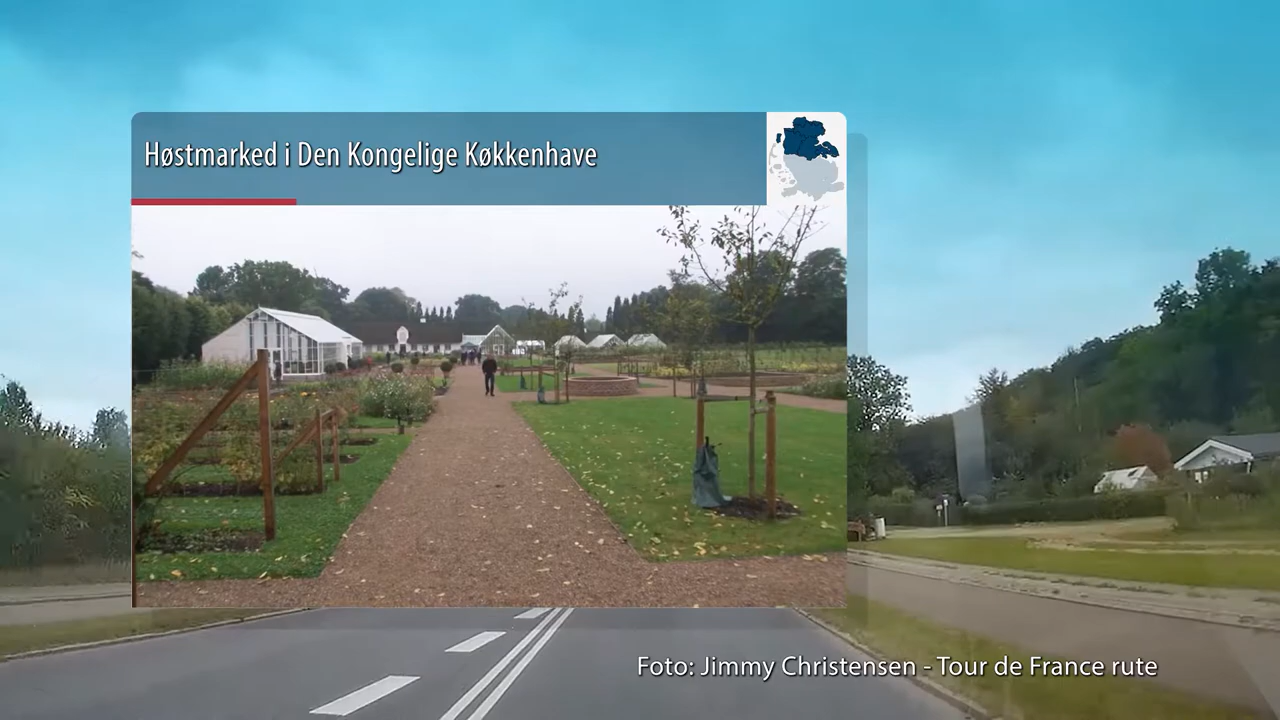 Høstmarked i Den Kongelige Køkkenhave
Foto: Jimmy Christensen - Tour de France rute